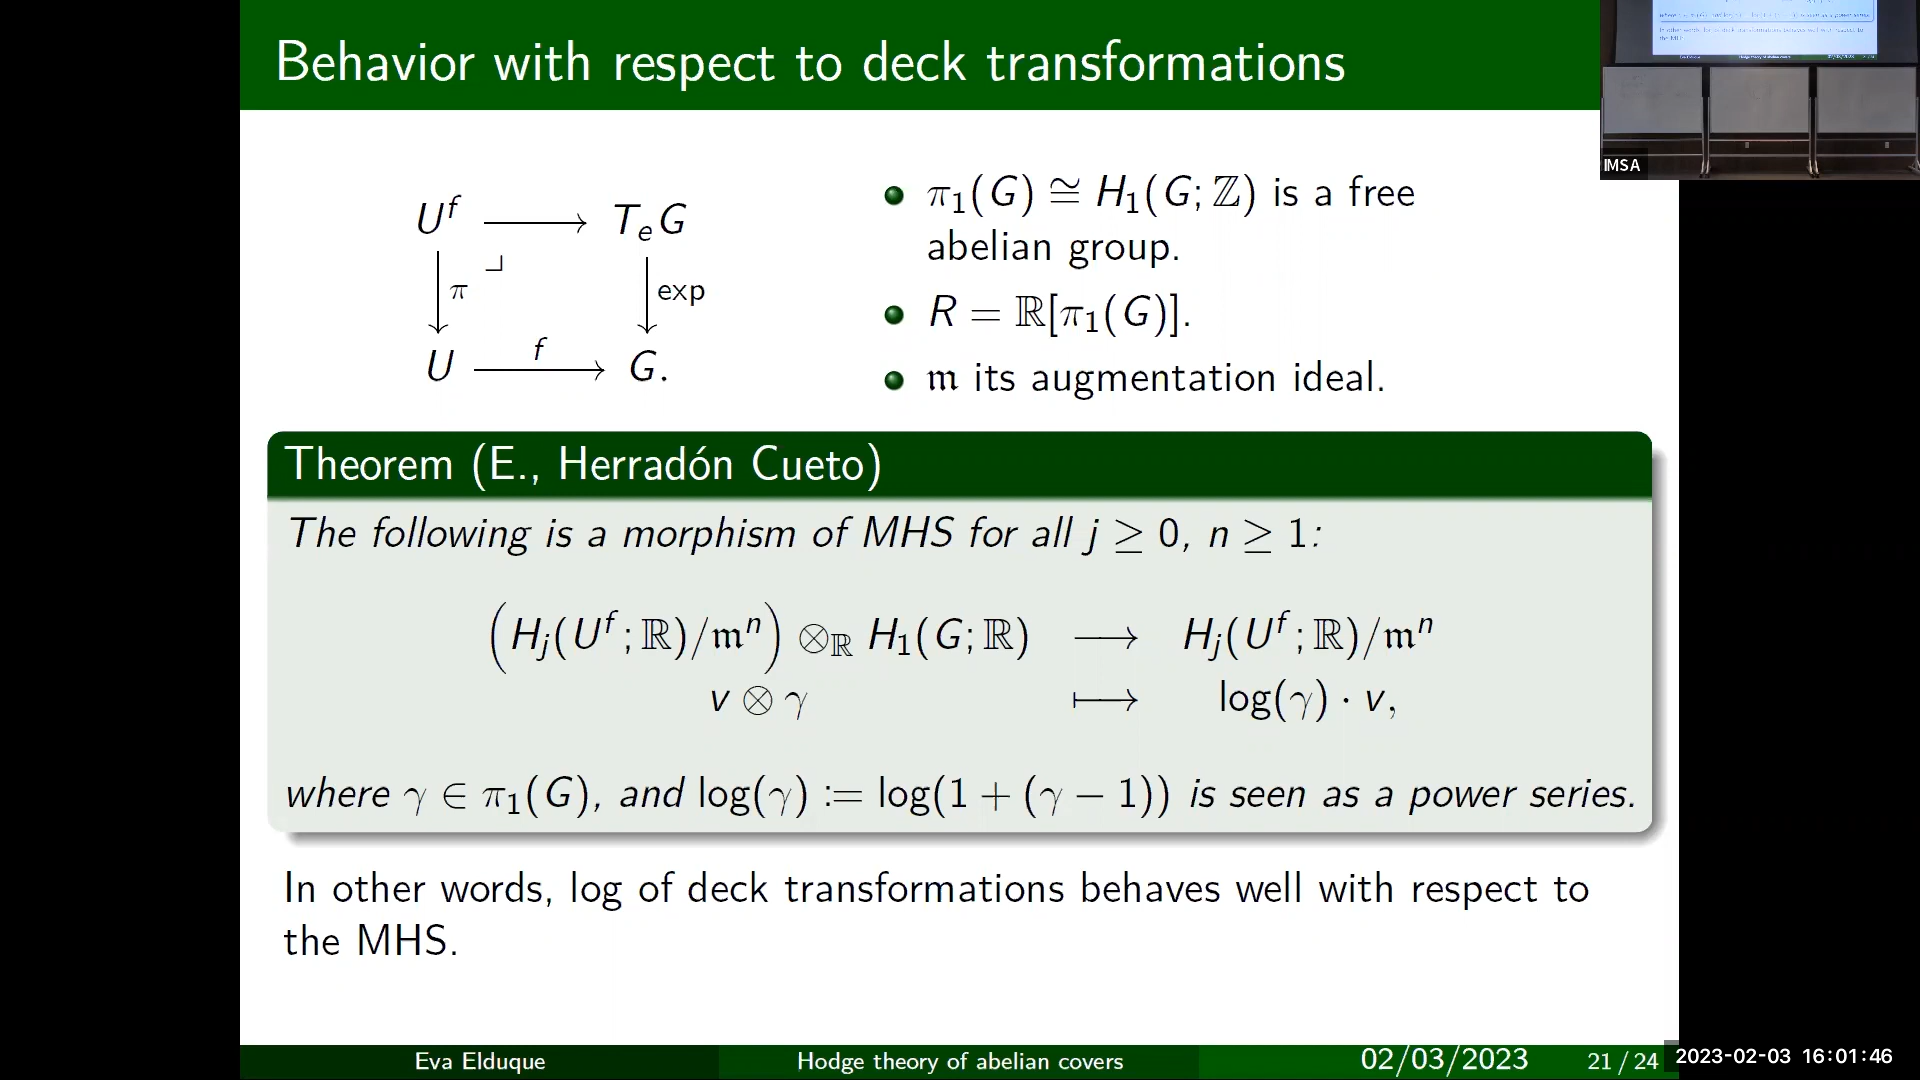 Behavior with respect to deck transformations
U^f ⟶ T_e G
π
exp
U ⟶ G.
f
π₁(G) ≅ H₁(G; ℤ) is a free
abelian group.
R = ℝ[π₁(G)].
𝔪 its augmentation ideal.
Theorem (E., Herradón Cueto)
The following is a morphism of MHS for all j ≥ 0, n ≥ 1:
(H_j(U^f; ℝ)/𝔪^n) ⊗_ℝ H₁(G; ℝ) ⟶ H_j(U^f; ℝ)/𝔪^n
v ⊗ γ ⟼ log(γ) · v,
where γ ∈ π₁(G), and log(γ) := log(1 + (γ − 1)) is seen as a power series.
In other words, log of deck transformations behaves well with respect to
the MHS.
Eva Elduque Hodge theory of abelian covers 02/03/2023 21 / 24
2023-02-03 16:01:46
IMSA